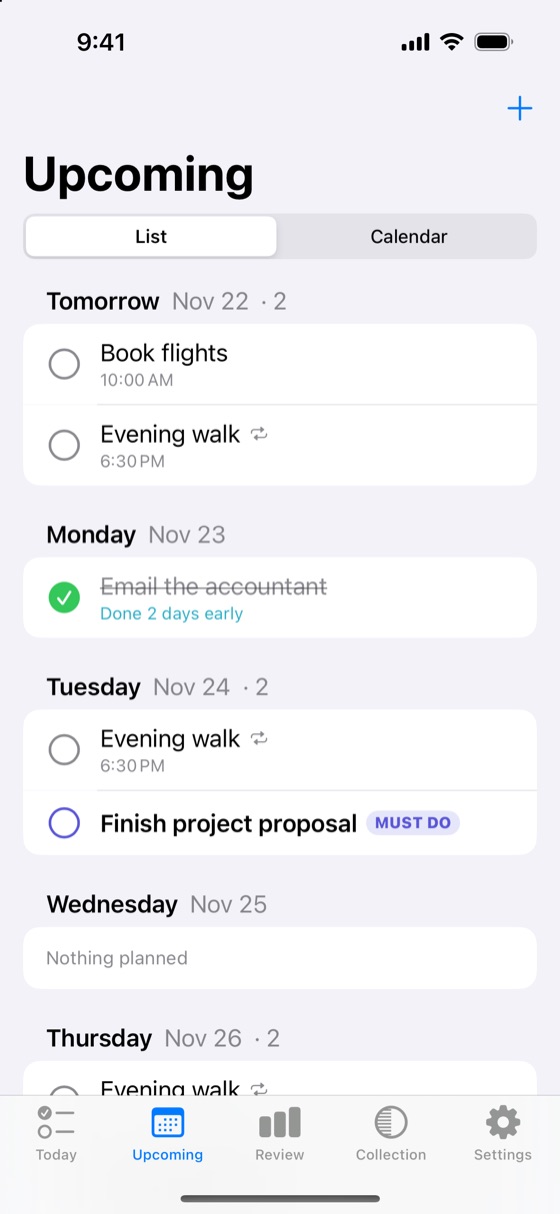 9:41
Upcoming
List Calendar
Tomorrow Nov 22 · 2
Book flights
10:00 AM
Evening walk
6:30 PM
Monday Nov 23
Email the accountant
Done 2 days early
Tuesday Nov 24 · 2
Evening walk
6:30 PM
Finish project proposal MUST DO
Wednesday Nov 25
Nothing planned
Thursday Nov 26 · 2
Evening walk
Today Upcoming Review Collection Settings